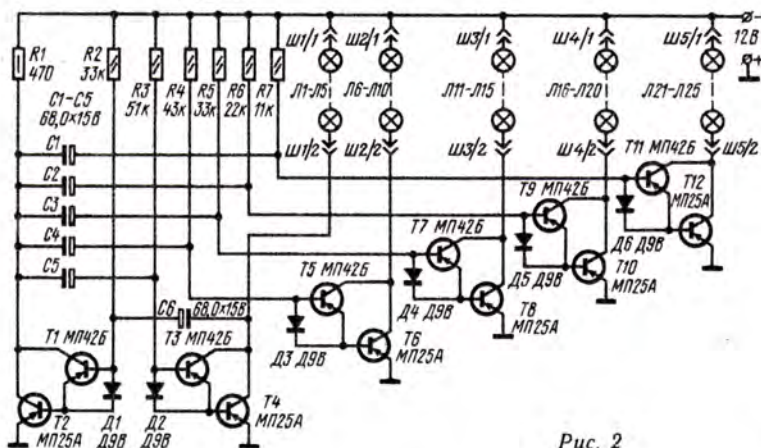 R1
470
R2
33к
R3
51к
R4
43к
R5
33к
R6
22к
R7
11к
Ш1/1
Ш2/1
Ш3/1
Ш4/1
Ш5/1
12В
Л1-Л5
Л6-Л10
Л11-Л15
Л16-Л20
Л21-Л25
С1-С5
68,0×15В
С1
С2
С3
С4
С5
Ш1/2
Ш2/2
Ш3/2
Ш4/2
Ш5/2
Т11 МП42Б
Т12
МП25А
Д6 Д9В
Т9 МП42Б
Т10
МП25А
Д5 Д9В
Т7 МП42Б
Т8
МП25А
Д4 Д9В
Т5 МП42Б
Т6
МП25А
Д3 Д9В
С6
68,0×15В
Т1 МП42Б
Т3 МП42Б
Т2
МП25А
Д1
Д9В
Д2
Д9В
Т4
МП25А
Рис. 2